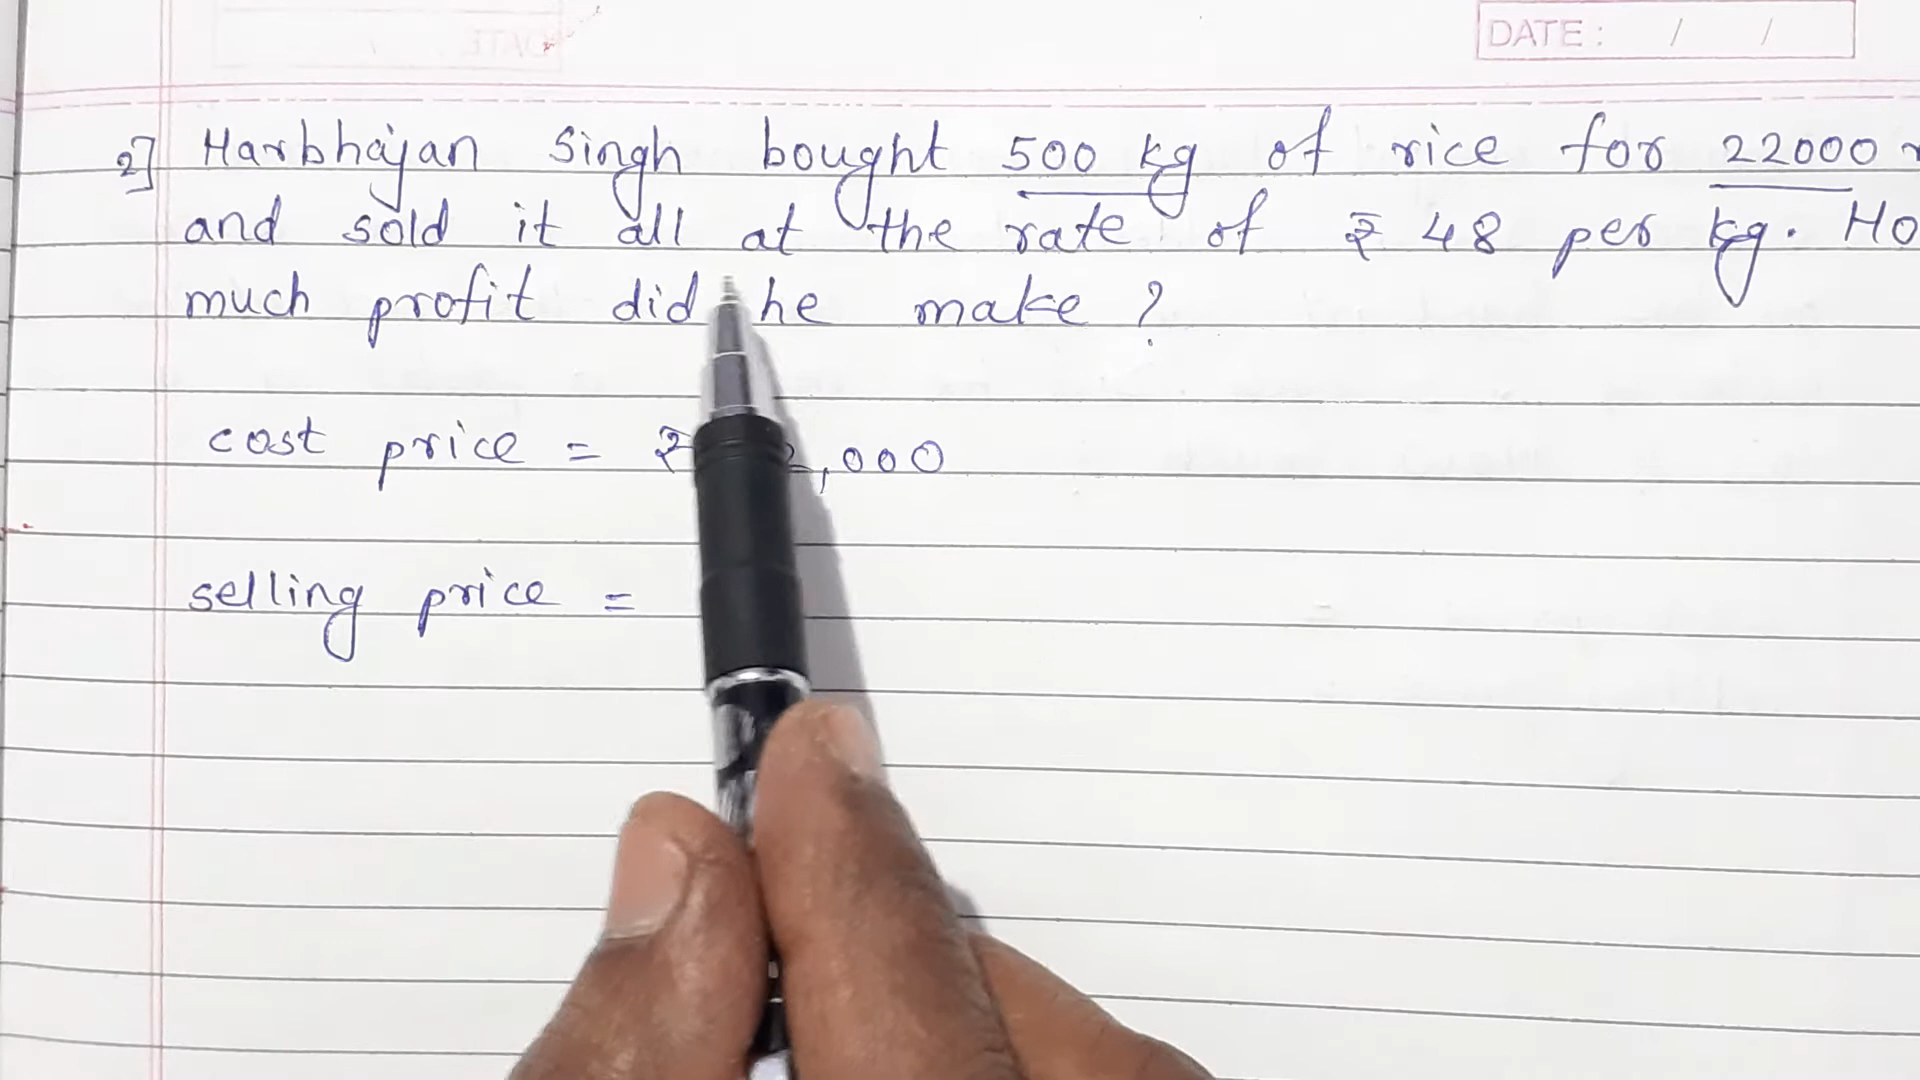 DATE: / /
2] Harbhajan Singh bought 500 kg of rice for 22000
and sold it all at the rate of ₹ 48 per kg. Ho
much profit did he make ?
cost price = ₹ 2,000
selling price =